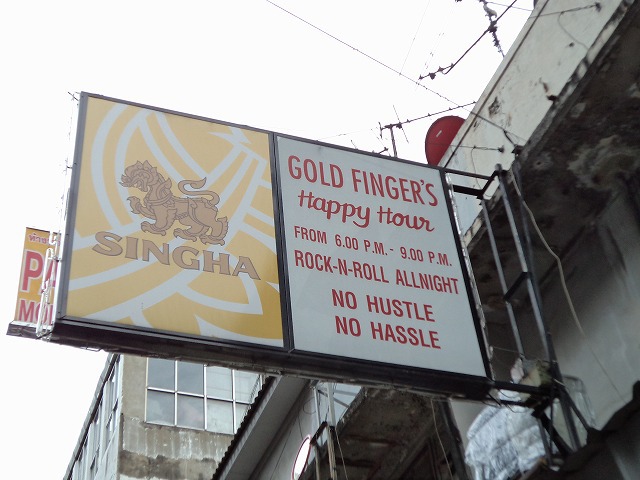 SINGHA
GOLD FINGER'S
Happy Hour
FROM 6.00 P.M. - 9.00 P.M.
ROCK-N-ROLL ALLNIGHT
NO HUSTLE
NO HASSLE